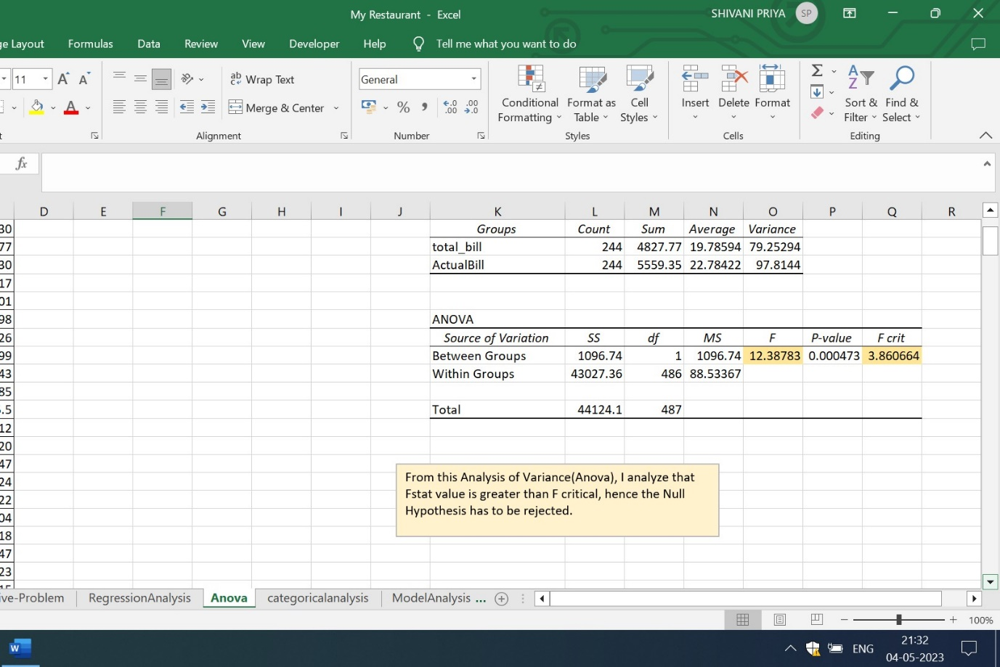 My Restaurant - Excel
SHIVANI PRIYA SP
ge Layout Formulas Data Review View Developer Help Tell me what you want to do
11 A A ab Wrap Text General
Conditional Formatting Format as Table Cell Styles Insert Delete Format Sort & Filter Find & Select
Merge & Center % , .00 .0
Alignment Number Styles Cells Editing
fx
D E F G H I J K L M N O P Q R
30 Groups Count Sum Average Variance
77 total_bill 244 4827.77 19.78594 79.25294
30 ActualBill 244 5559.35 22.78422 97.8144
17
01
98 ANOVA
26 Source of Variation SS df MS F P-value F crit
99 Between Groups 1096.74 1 1096.74 12.38783 0.000473 3.860664
43 Within Groups 43027.36 486 88.53367
85
.5 Total 44124.1 487
12
20
47
24
22
04
18
47
23
From this Analysis of Variance(Anova), I analyze that
Fstat value is greater than F critical, hence the Null
Hypothesis has to be rejected.
ive-Problem RegressionAnalysis Anova categoricalanalysis ModelAnalysis ...
100%
W ENG 21:32
04-05-2023